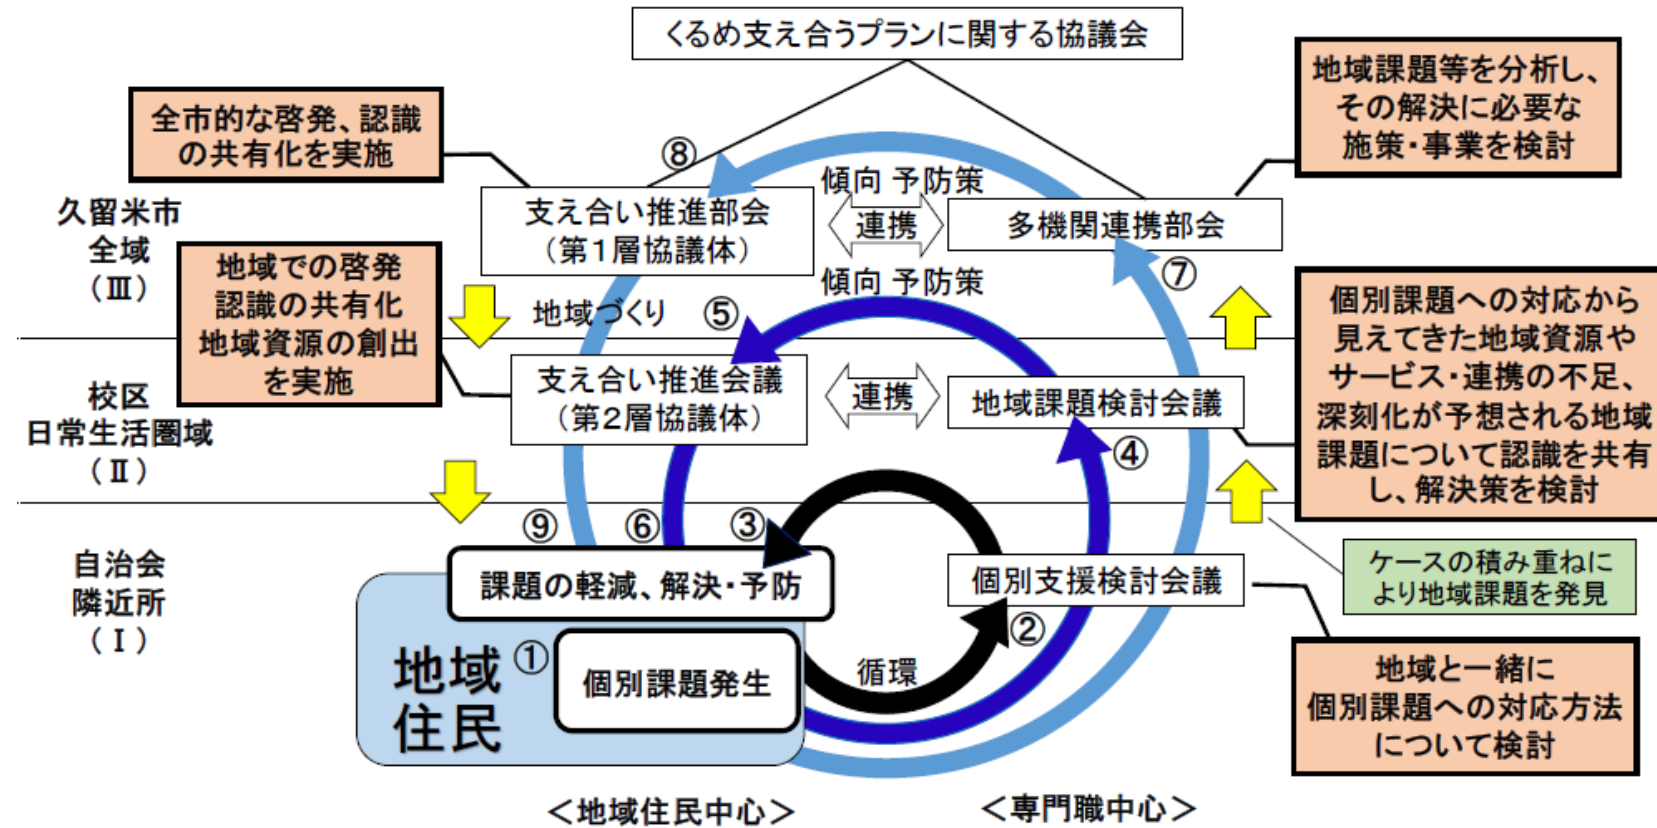 くるめ支え合うプランに関する協議会
地域課題等を分析し、
その解決に必要な
施策・事業を検討
全市的な啓発、認識
の共有化を実施
⑧
傾向 予防策
久留米市
全域
（Ⅲ）
支え合い推進部会
（第１層協議体）
連携
多機関連携部会
地域での啓発
認識の共有化
地域資源の創出
を実施
傾向 予防策
⑦
地域づくり
⑤
個別課題への対応から
見えてきた地域資源や
サービス・連携の不足、
深刻化が予想される地域
課題について認識を共有
し、解決策を検討
校区
日常生活圏域
（Ⅱ）
支え合い推進会議
（第２層協議体）
連携
地域課題検討会議
④
⑨
⑥
③
自治会
隣近所
（Ⅰ）
課題の軽減、解決・予防
個別支援検討会議
ケースの積み重ねに
より地域課題を発見
②
地域
住民
①
個別課題発生
循環
地域と一緒に
個別課題への対応方法
について検討
＜地域住民中心＞
＜専門職中心＞